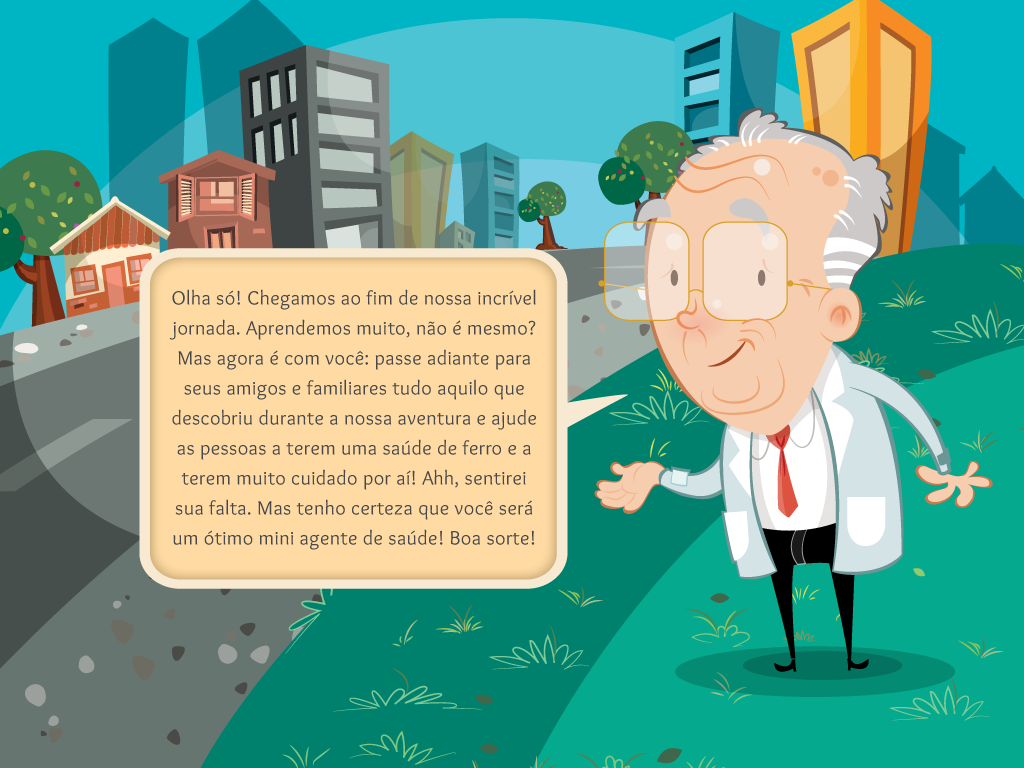 Olha só! Chegamos ao fim de nossa incrível
jornada. Aprendemos muito, não é mesmo?
Mas agora é com você: passe adiante para
seus amigos e familiares tudo aquilo que
descobriu durante a nossa aventura e ajude
as pessoas a terem uma saúde de ferro e a
terem muito cuidado por aí! Ahh, sentirei
sua falta. Mas tenho certeza que você será
um ótimo mini agente de saúde! Boa sorte!